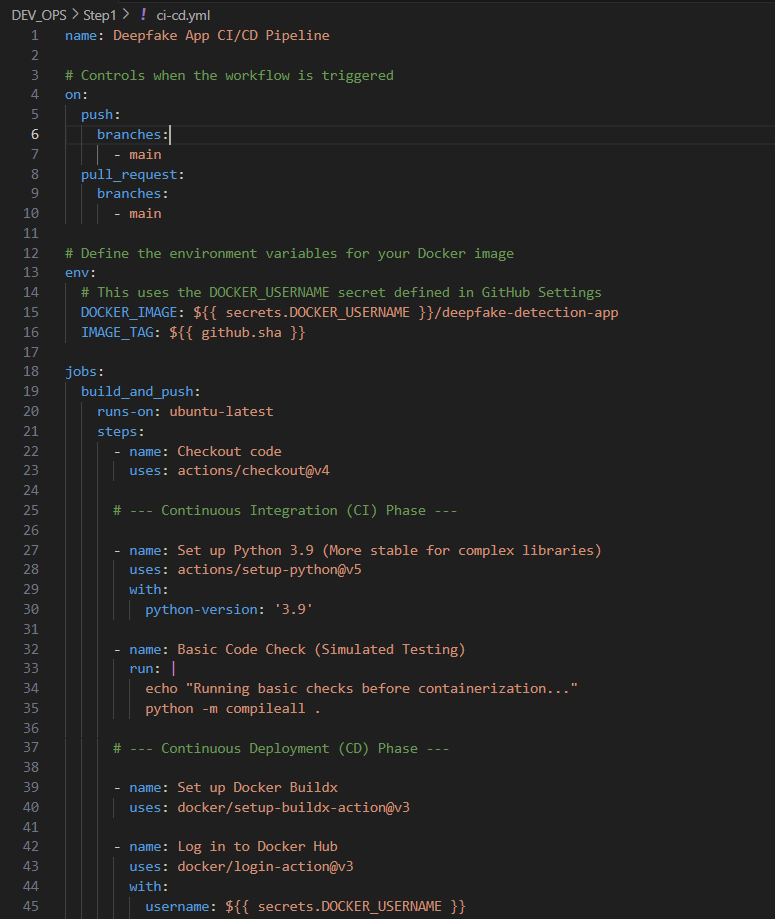 DEV_OPS > Step1 > ! ci-cd.yml
1 name: Deepfake App CI/CD Pipeline
2
3 # Controls when the workflow is triggered
4 on:
5   push:
6     branches:
7       - main
8   pull_request:
9     branches:
10       - main
11
12 # Define the environment variables for your Docker image
13 env:
14   # This uses the DOCKER_USERNAME secret defined in GitHub Settings
15   DOCKER_IMAGE: ${{ secrets.DOCKER_USERNAME }}/deepfake-detection-app
16   IMAGE_TAG: ${{ github.sha }}
17
18 jobs:
19   build_and_push:
20     runs-on: ubuntu-latest
21     steps:
22       - name: Checkout code
23         uses: actions/checkout@v4
24
25       # --- Continuous Integration (CI) Phase ---
26
27       - name: Set up Python 3.9 (More stable for complex libraries)
28         uses: actions/setup-python@v5
29         with:
30           python-version: '3.9'
31
32       - name: Basic Code Check (Simulated Testing)
33         run: |
34           echo "Running basic checks before containerization..."
35           python -m compileall .
36
37       # --- Continuous Deployment (CD) Phase ---
38
39       - name: Set up Docker Buildx
40         uses: docker/setup-buildx-action@v3
41
42       - name: Log in to Docker Hub
43         uses: docker/login-action@v3
44         with:
45           username: ${{ secrets.DOCKER_USERNAME }}